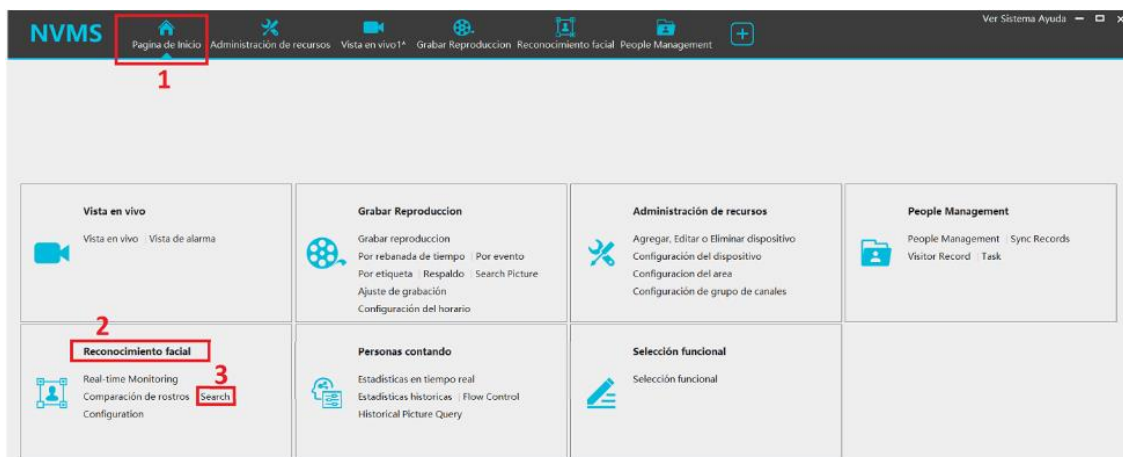 NVMS
Pagina de Inicio Administración de recursos Vista en vivo1* Grabar Reproduccion Reconocimiento facial People Management
Ver Sistema Ayuda
1
Vista en vivo
Vista en vivo | Vista de alarma
Grabar Reproduccion
Grabar reproduccion
Por rebanada de tiempo | Por evento
Por etiqueta | Respaldo | Search Picture
Ajuste de grabación
Configuración del horario
Administración de recursos
Agregar, Editar o Eliminar dispositivo
Configuración del dispositivo
Configuracion del area
Configuración de grupo de canales
People Management
People Management | Sync Records
Visitor Record | Task
2
Reconocimiento facial
Real-time Monitoring
3
Comparación de rostros Search
Configuration
Personas contando
Estadísticas en tiempo real
Estadísticas historicas | Flow Control
Historical Picture Query
Selección funcional
Selección funcional